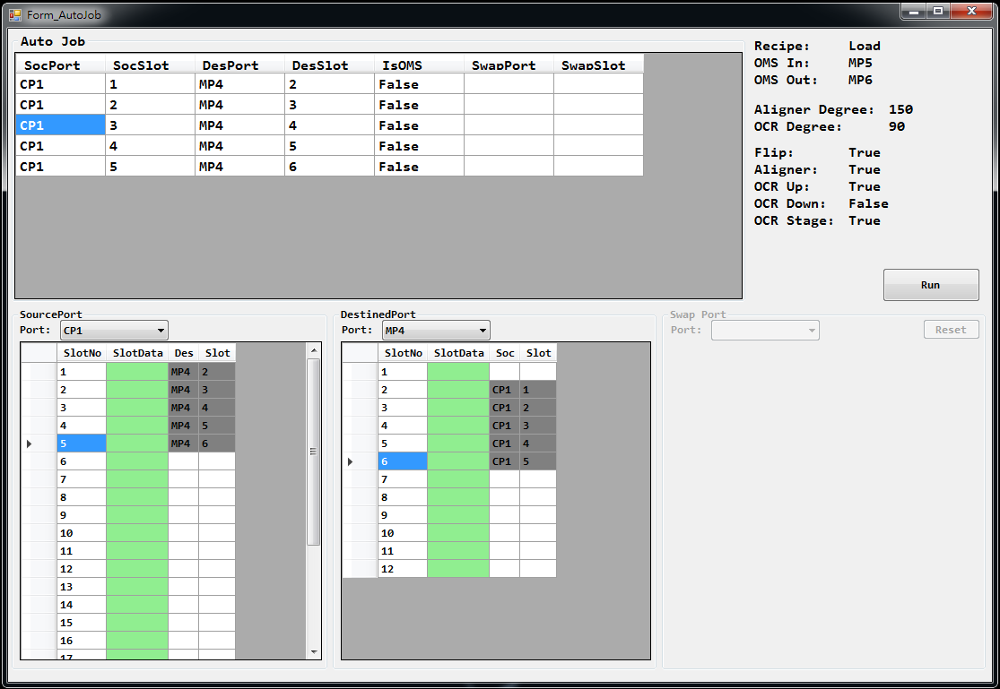 Form_AutoJob
Auto Job
SocPort SocSlot DesPort DesSlot IsOMS SwapPort SwapSlot
CP1 1 MP4 2 False
CP1 2 MP4 3 False
CP1 3 MP4 4 False
CP1 4 MP4 5 False
CP1 5 MP4 6 False
Recipe: Load
OMS In: MP5
OMS Out: MP6
Aligner Degree: 150
OCR Degree: 90
Flip: True
Aligner: True
OCR Up: True
OCR Down: False
OCR Stage: True
Run
SourcePort
Port: CP1
SlotNo SlotData Des Slot
1 MP4 2
2 MP4 3
3 MP4 4
4 MP4 5
5 MP4 6
6
7
8
9
10
11
12
13
14
15
16
17
DestinedPort
Port: MP4
SlotNo SlotData Soc Slot
1
2 CP1 1
3 CP1 2
4 CP1 3
5 CP1 4
6 CP1 5
7
8
9
10
11
12
Swap Port
Port:
Reset